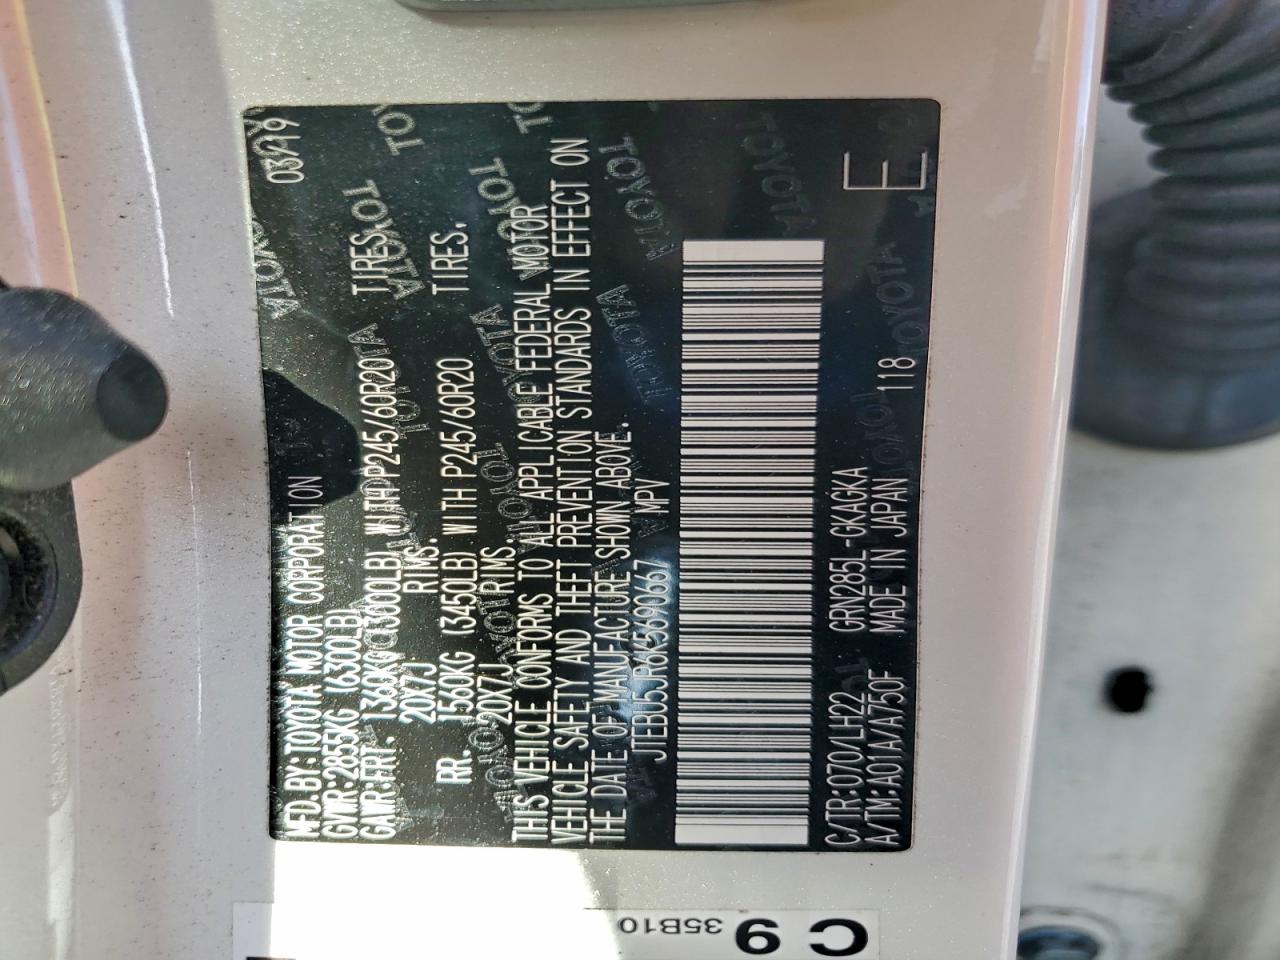 MFD.BY:TOYOTA MOTOR CORPORATION 03/19
GVWR:2855KG (6300LB)
GAWR:FRT. 1360KG (3000LB) WITH P245/60R20 TIRES,
20X7J RIMS.
RR. 1560KG (3450LB) WITH P245/60R20 TIRES,
20X7J RIMS.
THIS VEHICLE CONFORMS TO ALL APPLICABLE FEDERAL MOTOR
VEHICLE SAFETY AND THEFT PREVENTION STANDARDS IN EFFECT ON
THE DATE OF MANUFACTURE SHOWN ABOVE.
JTEBU5JR6K5690667 MPV
C/TR:070/LH22 GRN285L-GKAGKA
A/TM:A01A/A750F MADE IN JAPAN 118
E
C9
35B10